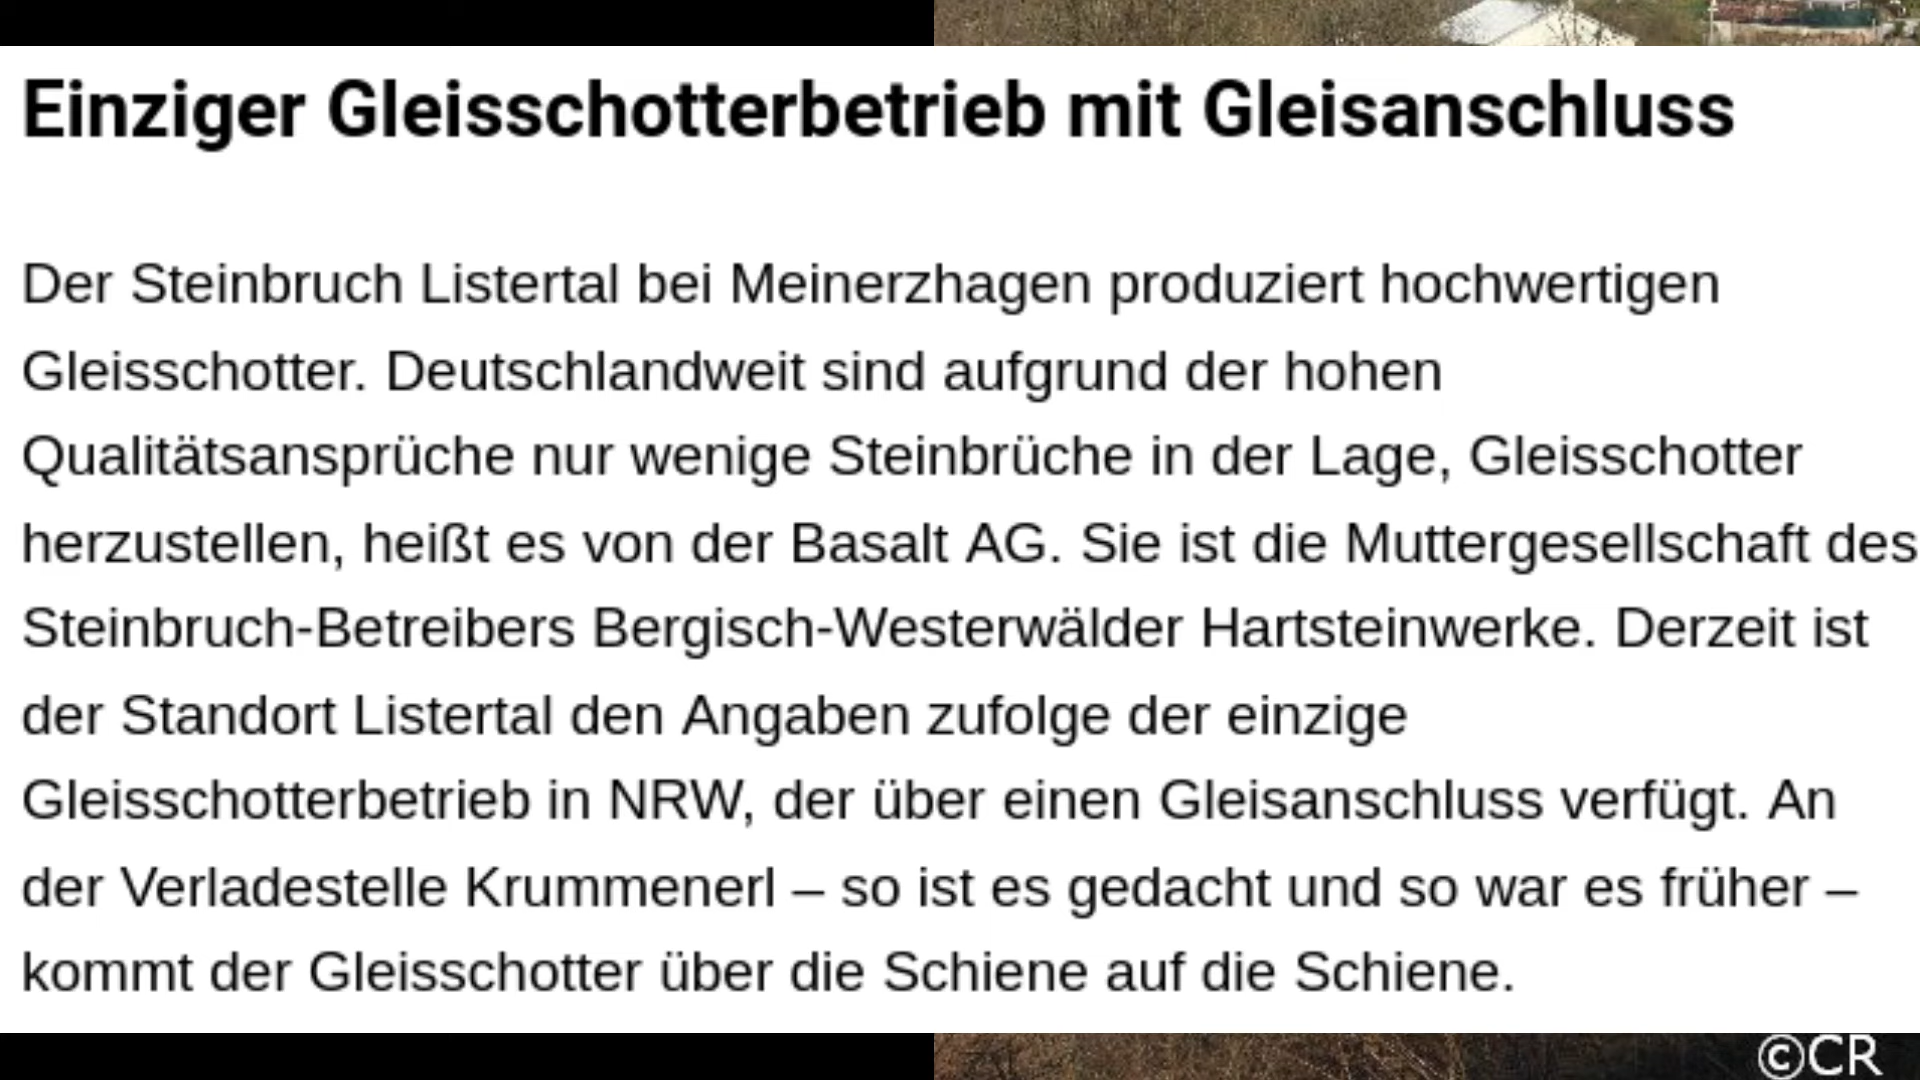 Einziger Gleisschotterbetrieb mit Gleisanschluss
Der Steinbruch Listertal bei Meinerzhagen produziert hochwertigen
Gleisschotter. Deutschlandweit sind aufgrund der hohen
Qualitätsansprüche nur wenige Steinbrüche in der Lage, Gleisschotter
herzustellen, heißt es von der Basalt AG. Sie ist die Muttergesellschaft des
Steinbruch-Betreibers Bergisch-Westerwälder Hartsteinwerke. Derzeit ist
der Standort Listertal den Angaben zufolge der einzige
Gleisschotterbetrieb in NRW, der über einen Gleisanschluss verfügt. An
der Verladestelle Krummenerl – so ist es gedacht und so war es früher –
kommt der Gleisschotter über die Schiene auf die Schiene.
©CR